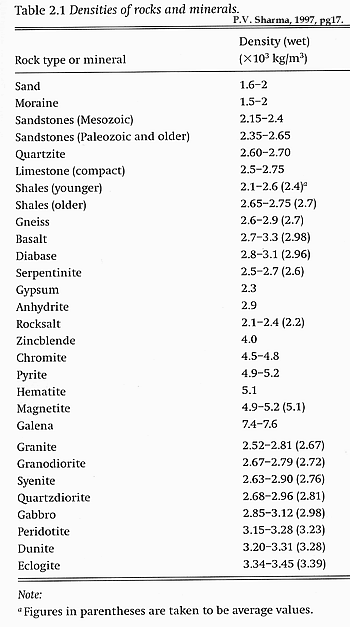 Table 2.1 Densities of rocks and minerals.
P.V. Sharma, 1997, pg17.
Density (wet)
Rock type or mineral (×10³ kg/m³)
Sand 1.6–2
Moraine 1.5–2
Sandstones (Mesozoic) 2.15–2.4
Sandstones (Paleozoic and older) 2.35–2.65
Quartzite 2.60–2.70
Limestone (compact) 2.5–2.75
Shales (younger) 2.1–2.6 (2.4)ᵃ
Shales (older) 2.65–2.75 (2.7)
Gneiss 2.6–2.9 (2.7)
Basalt 2.7–3.3 (2.98)
Diabase 2.8–3.1 (2.96)
Serpentinite 2.5–2.7 (2.6)
Gypsum 2.3
Anhydrite 2.9
Rocksalt 2.1–2.4 (2.2)
Zincblende 4.0
Chromite 4.5–4.8
Pyrite 4.9–5.2
Hematite 5.1
Magnetite 4.9–5.2 (5.1)
Galena 7.4–7.6
Granite 2.52–2.81 (2.67)
Granodiorite 2.67–2.79 (2.72)
Syenite 2.63–2.90 (2.76)
Quartzdiorite 2.68–2.96 (2.81)
Gabbro 2.85–3.12 (2.98)
Peridotite 3.15–3.28 (3.23)
Dunite 3.20–3.31 (3.28)
Eclogite 3.34–3.45 (3.39)
Note:
ᵃ Figures in parentheses are taken to be average values.